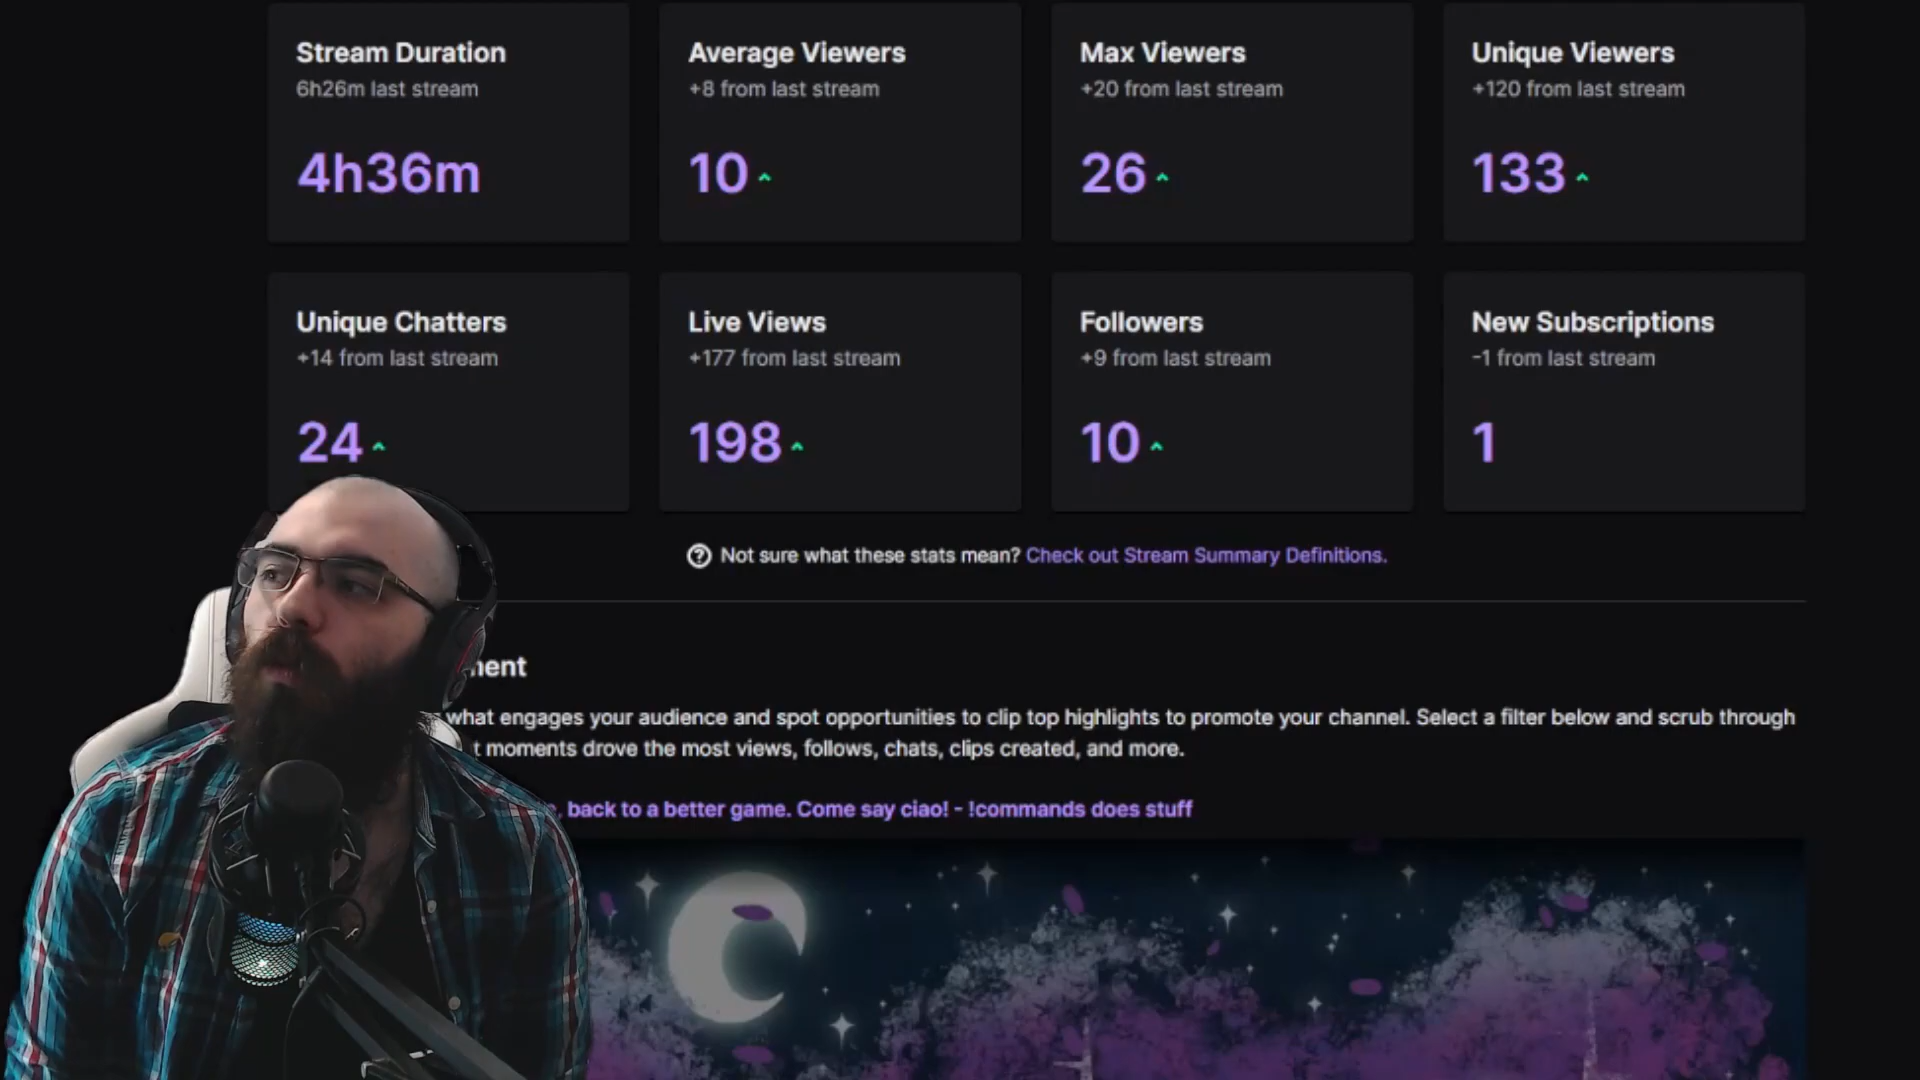 Stream Duration
6h26m last stream
4h36m
Average Viewers
+8 from last stream
10
Max Viewers
+20 from last stream
26
Unique Viewers
+120 from last stream
133
Unique Chatters
+14 from last stream
24
Live Views
+177 from last stream
198
Followers
+9 from last stream
10
New Subscriptions
-1 from last stream
1
Not sure what these stats mean? Check out Stream Summary Definitions.
what engages your audience and spot opportunities to clip top highlights to promote your channel. Select a filter below and scrub through
moments drove the most views, follows, chats, clips created, and more.
back to a better game. Come say ciao! - !commands does stuff